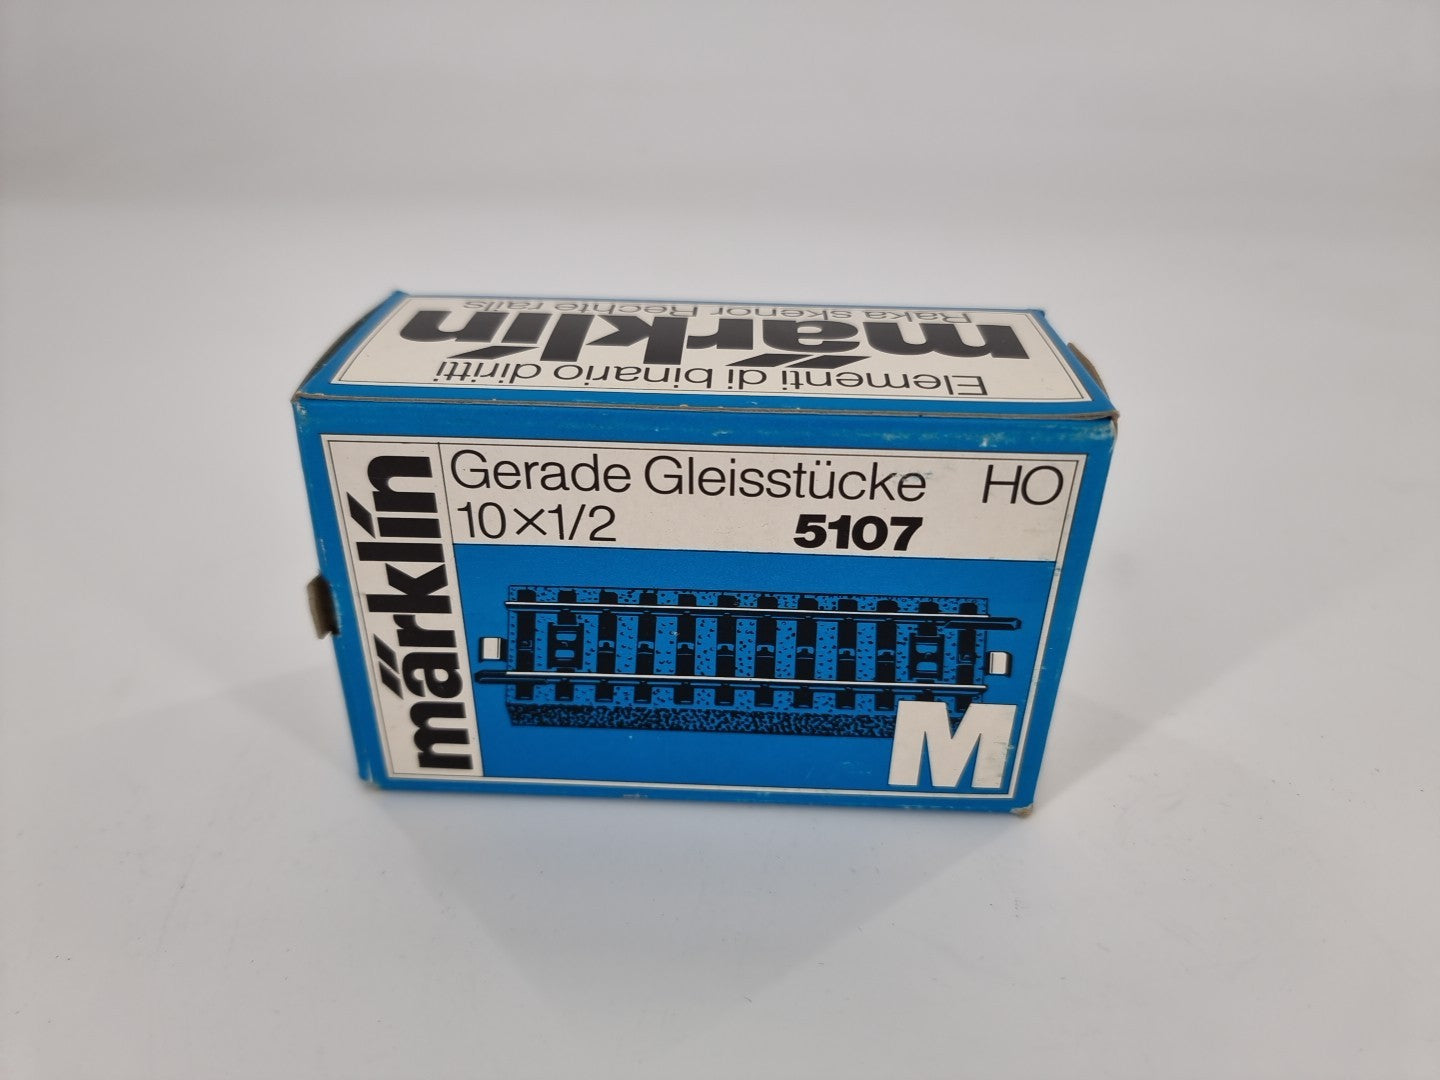 Raka skenor Rechte rails
märklin
Elementi di binario diritti
märklin
Gerade Gleisstücke HO
10×1/2 5107
M